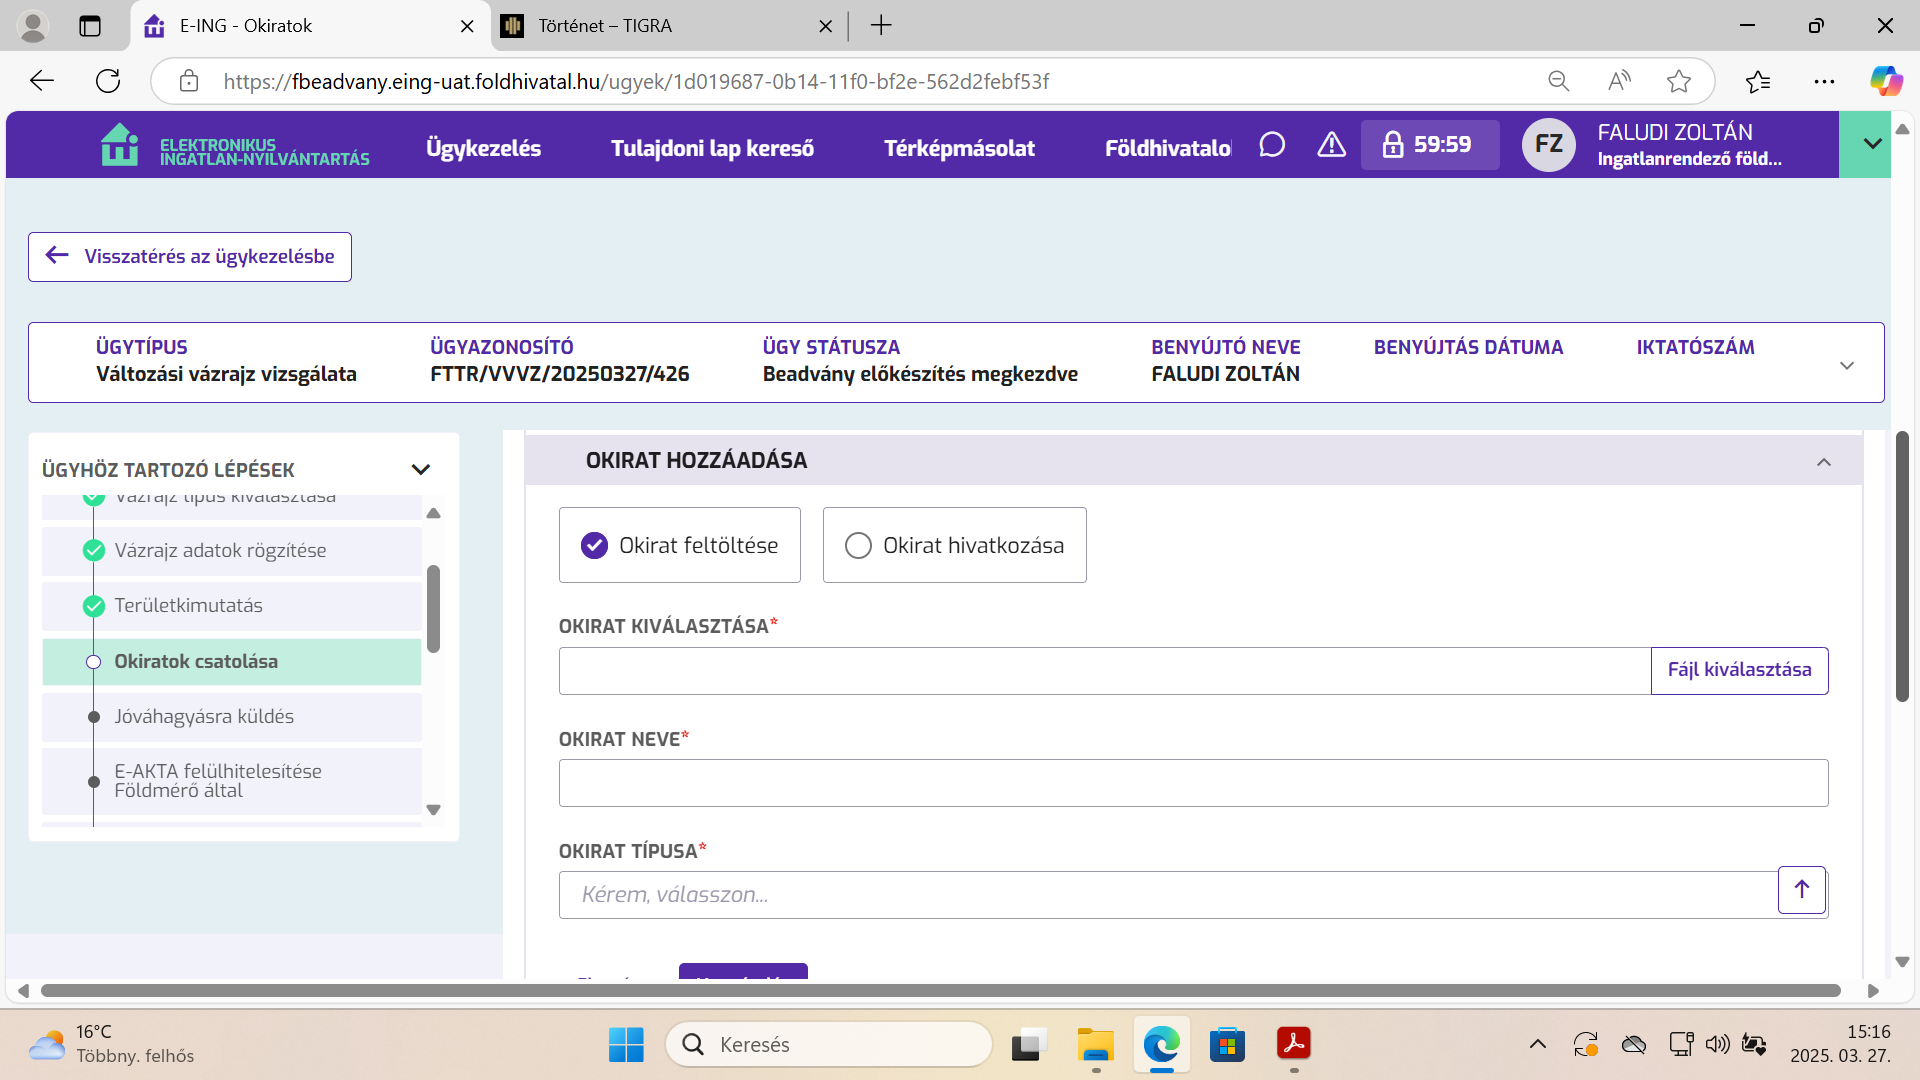 E-ING - Okiratok
Történet – TIGRA
https://fbeadvany.eing-uat.foldhivatal.hu/ugyek/1d019687-0b14-11f0-bf2e-562d2febf53f
ELEKTRONIKUS
INGATLAN-NYILVÁNTARTÁS
Ügykezelés
Tulajdoni lap kereső
Térképmásolat
Földhivatalo
59:59
FZ
FALUDI ZOLTÁN
Ingatlanrendező föld...
Visszatérés az ügykezelésbe
ÜGYTÍPUS
Változási vázrajz vizsgálata
ÜGYAZONOSÍTÓ
FTTR/VVVZ/20250327/426
ÜGY STÁTUSZA
Beadvány előkészítés megkezdve
BENYÚJTÓ NEVE
FALUDI ZOLTÁN
BENYÚJTÁS DÁTUMA
IKTATÓSZÁM
ÜGYHÖZ TARTOZÓ LÉPÉSEK
Vázrajz típus kiválasztása
Vázrajz adatok rögzítése
Területkimutatás
Okiratok csatolása
Jóváhagyásra küldés
E-AKTA felülhitelesítése
Földmérő által
OKIRAT HOZZÁADÁSA
Okirat feltöltése
Okirat hivatkozása
OKIRAT KIVÁLASZTÁSA*
Fájl kiválasztása
OKIRAT NEVE*
OKIRAT TÍPUSA*
Kérem, válasszon...
16°C
Többny. felhős
Keresés
15:16
2025. 03. 27.